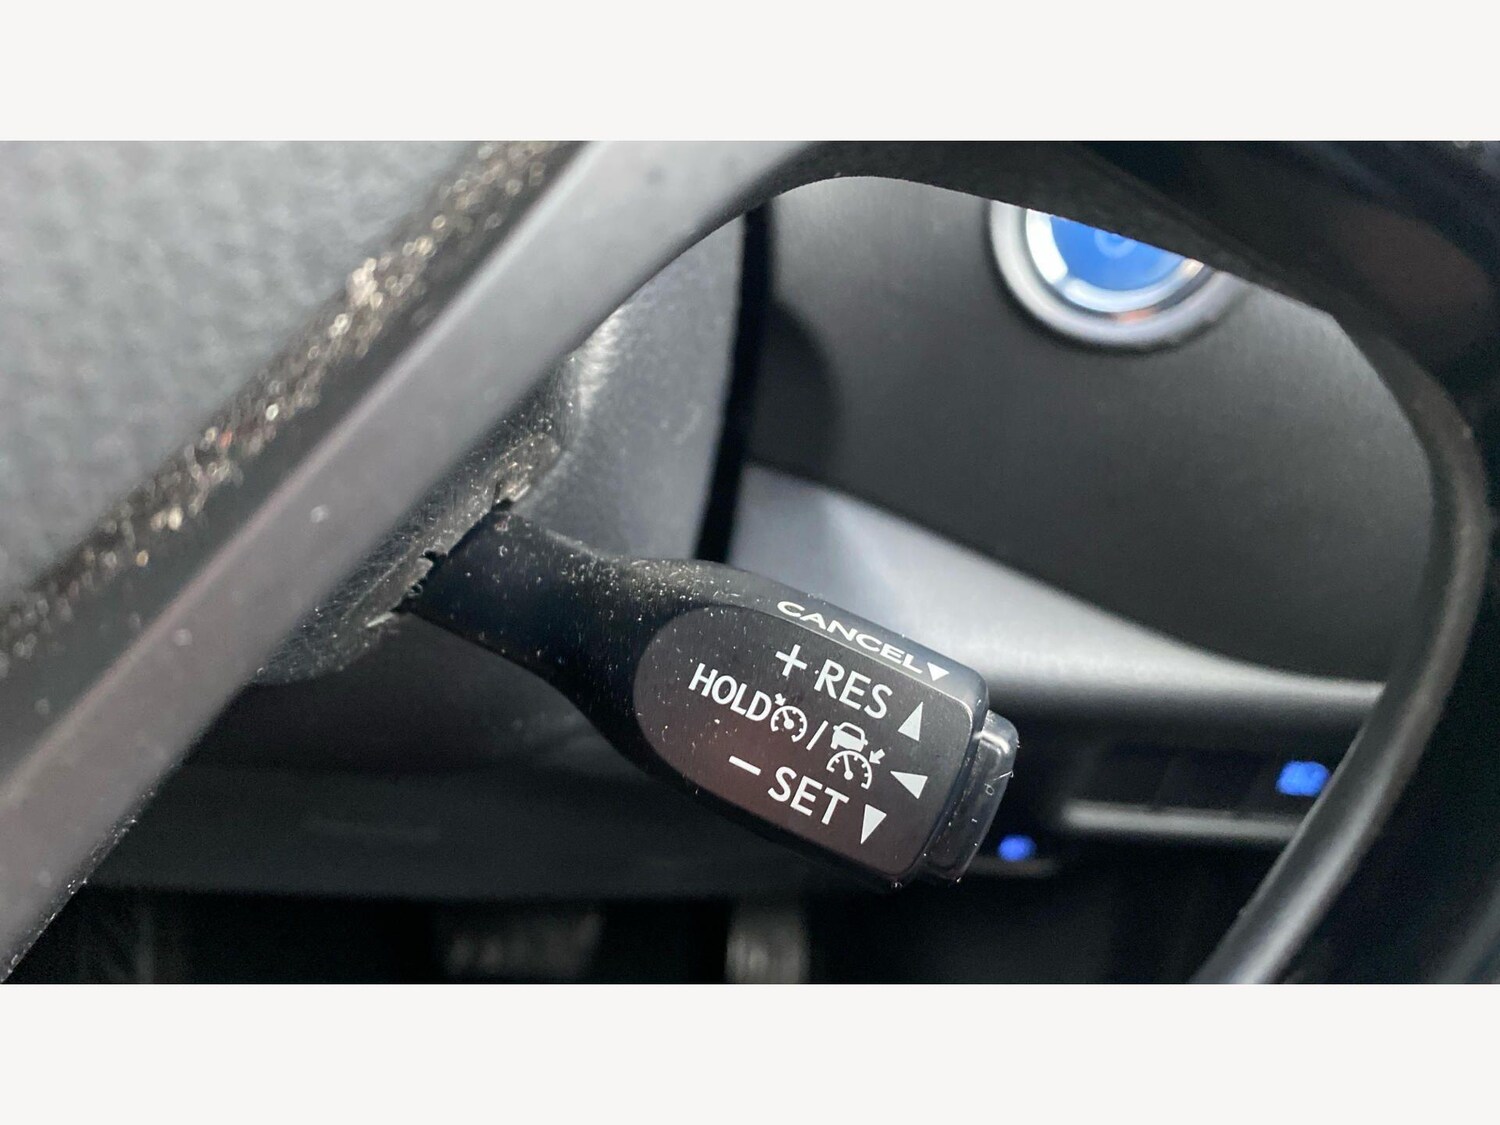 CANCEL
+ RES
HOLD /
− SET